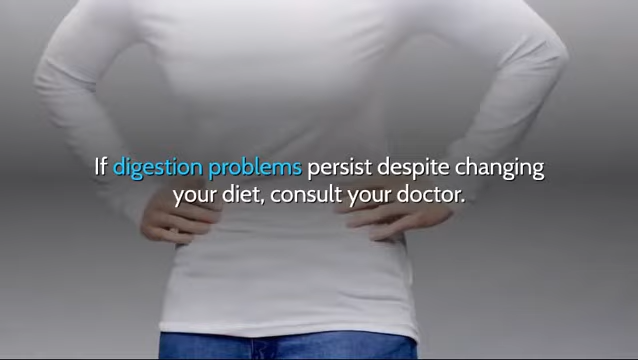 If digestion problems persist despite changing
your diet, consult your doctor.